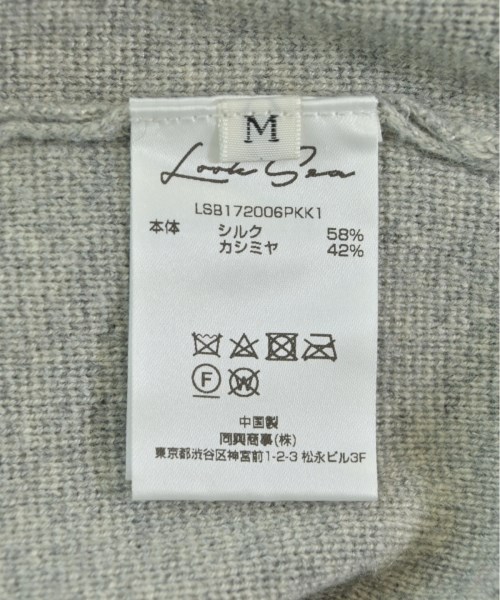 M
Look Sea
LSB172006PKK1
本体 シルク 58%
カシミヤ 42%
F
W
中国製
同興商事(株)
東京都渋谷区神宮前1-2-3 松永ビル3F